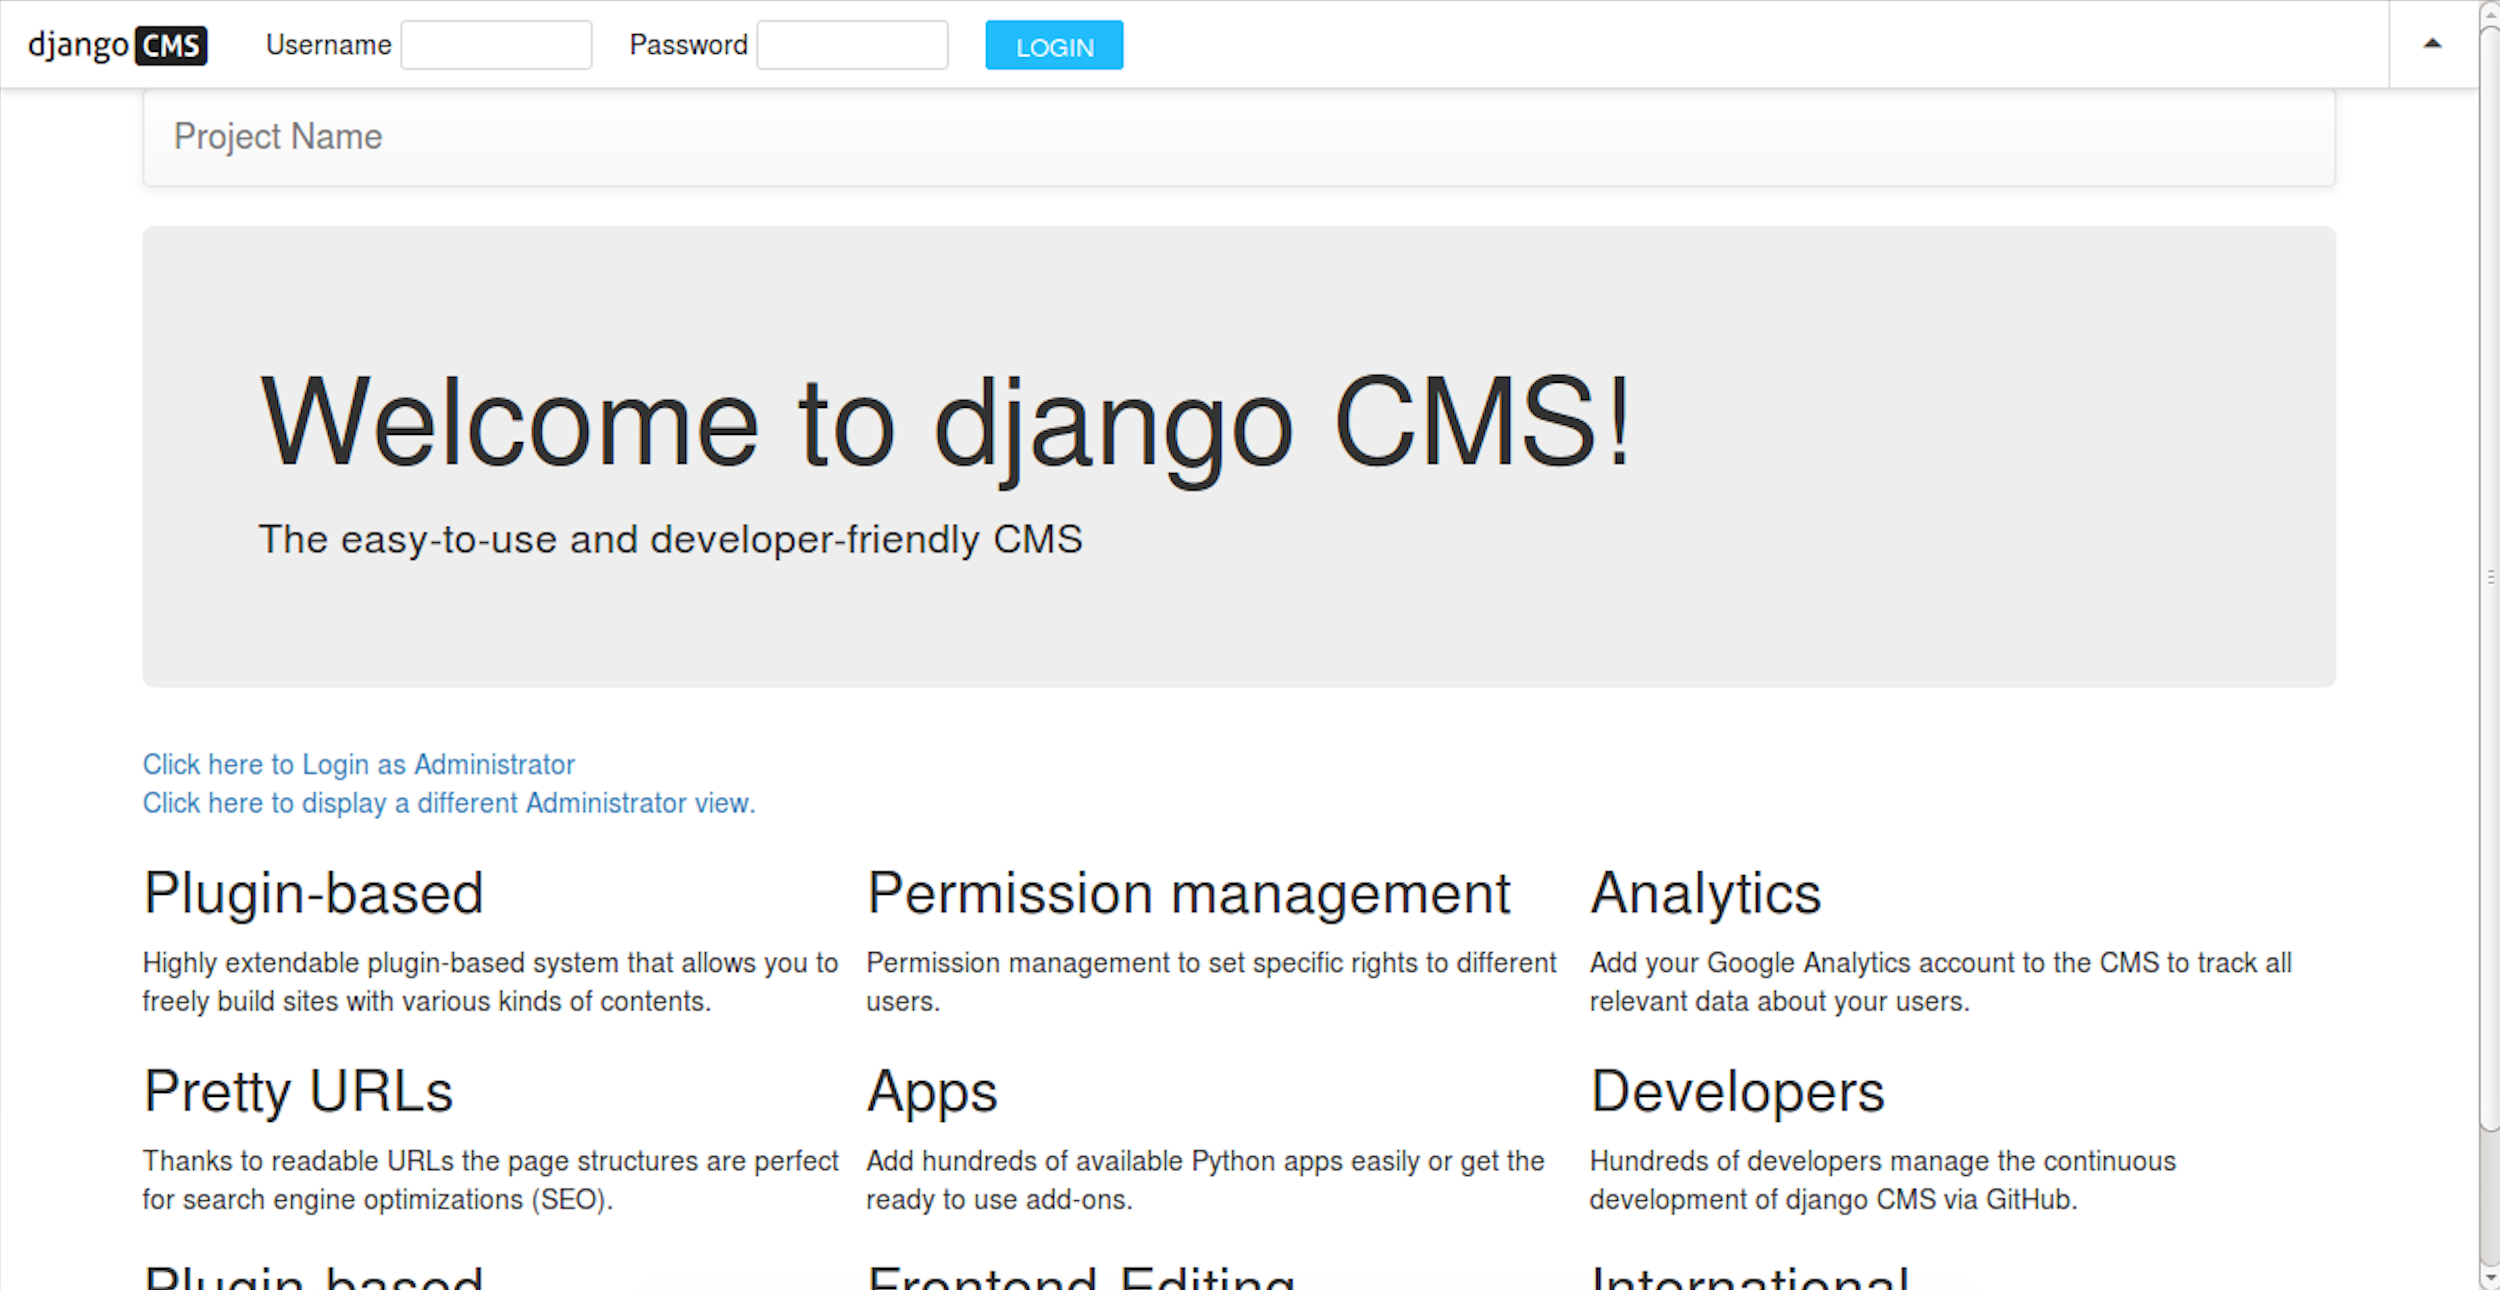 django CMS Username Password LOGIN
Project Name
Welcome to django CMS!
The easy-to-use and developer-friendly CMS
Click here to Login as Administrator
Click here to display a different Administrator view.
Plugin-based
Highly extendable plugin-based system that allows you to
freely build sites with various kinds of contents.
Permission management
Permission management to set specific rights to different
users.
Analytics
Add your Google Analytics account to the CMS to track all
relevant data about your users.
Pretty URLs
Thanks to readable URLs the page structures are perfect
for search engine optimizations (SEO).
Apps
Add hundreds of available Python apps easily or get the
ready to use add-ons.
Developers
Hundreds of developers manage the continuous
development of django CMS via GitHub.
Plugin-based
Frontend-Editing
International